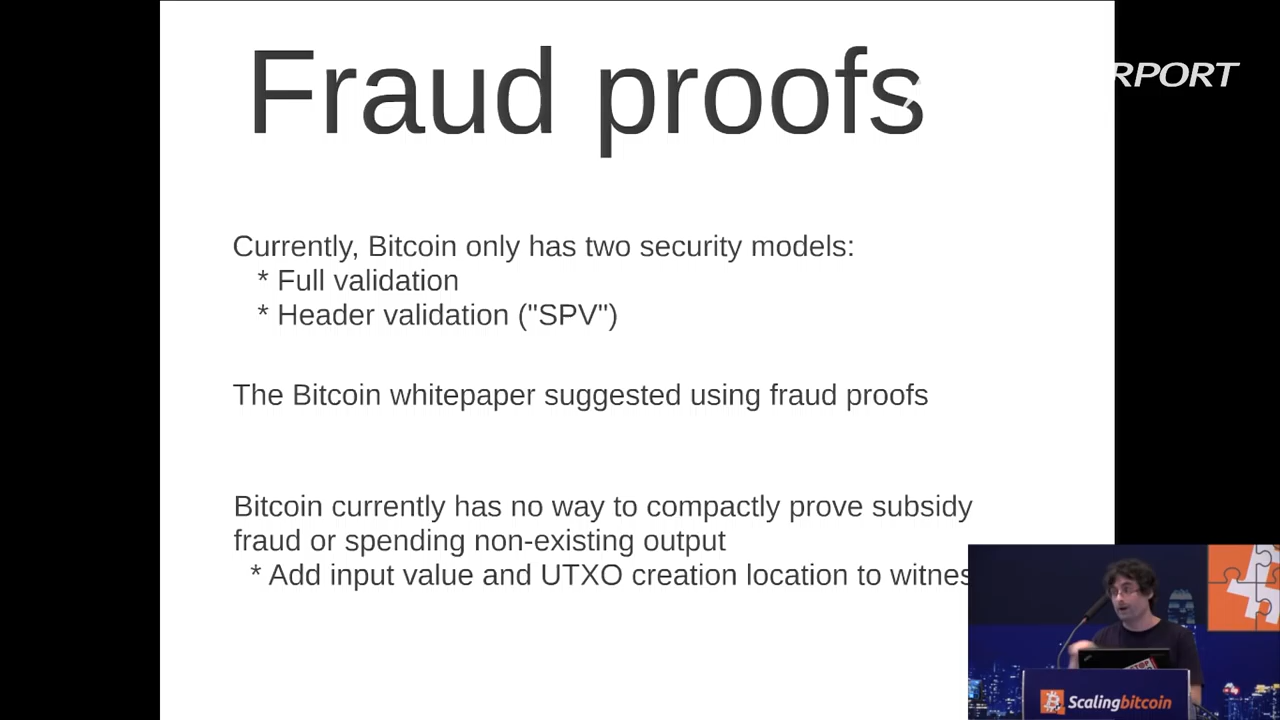 Fraud proofs
RPORT
Currently, Bitcoin only has two security models:
* Full validation
* Header validation ("SPV")
The Bitcoin whitepaper suggested using fraud proofs
Bitcoin currently has no way to compactly prove subsidy
fraud or spending non-existing output
* Add input value and UTXO creation location to witnes
Scalingbitcoin